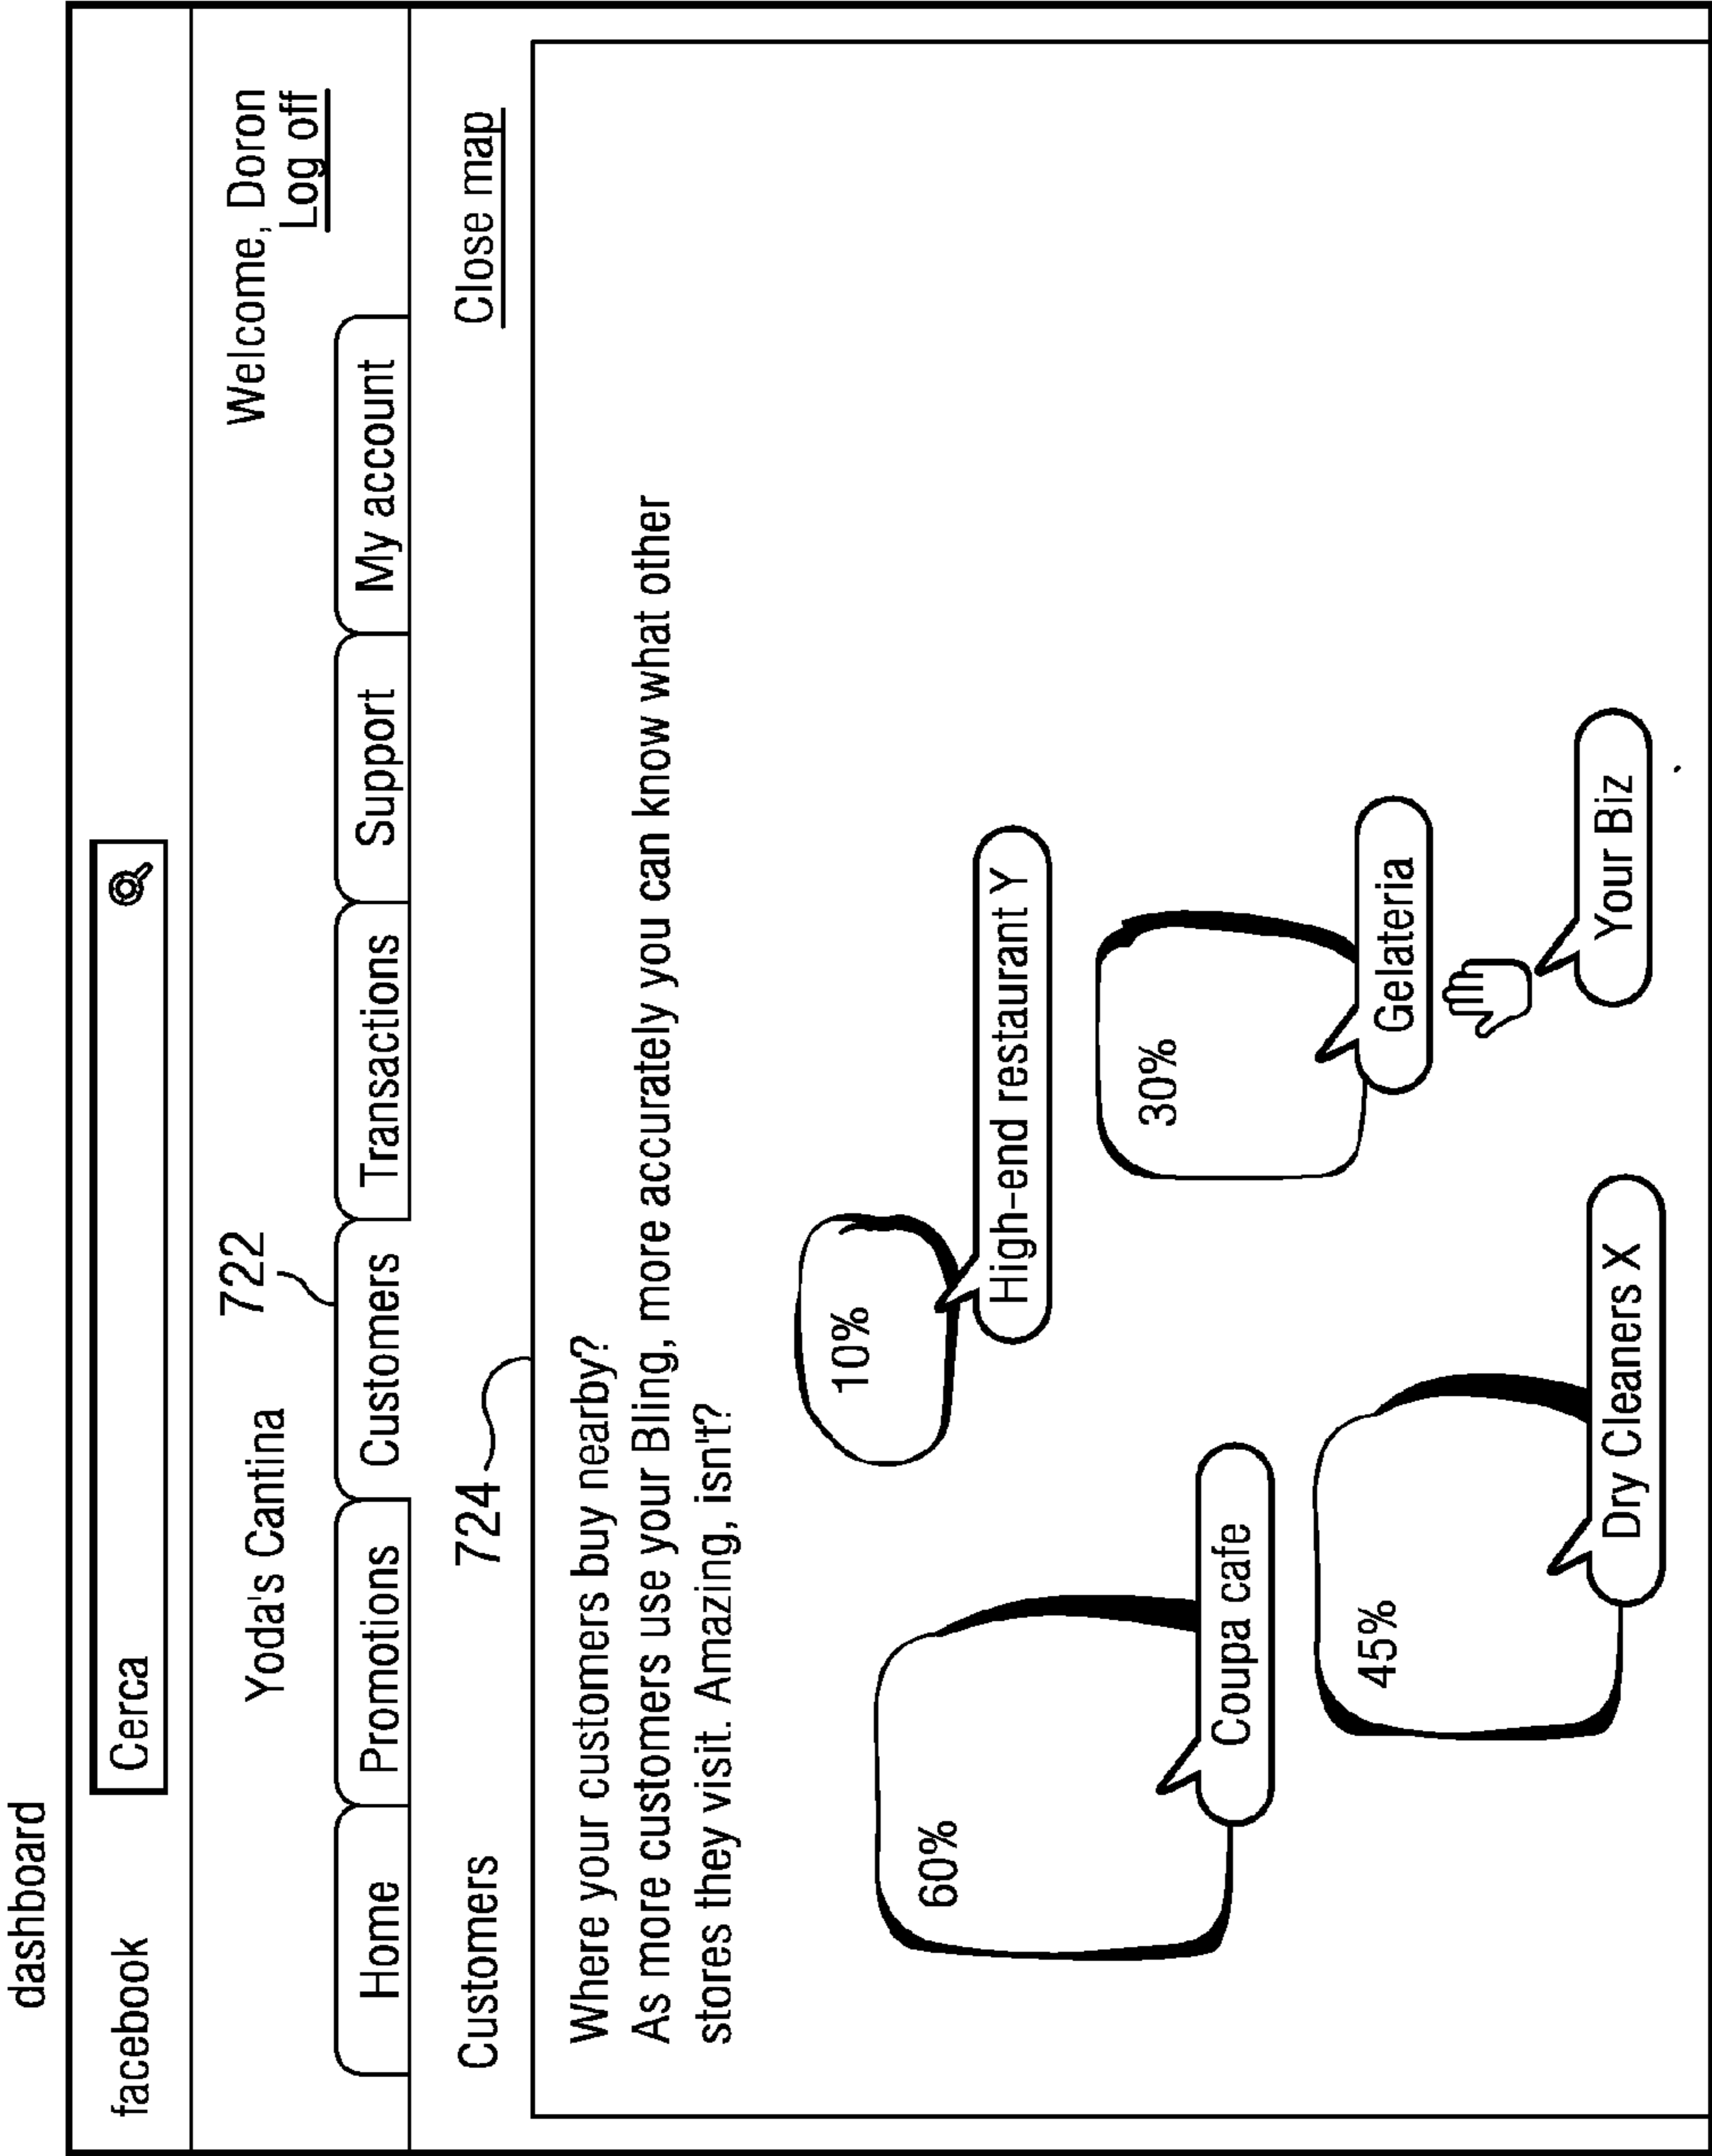 dashboard
facebook
Cerca
Welcome, Doron
Log off
Yoda's Cantina
722
Home
Promotions
Customers
Transactions
Support
My account
Customers
724
Close map
Where your customers buy nearby?
As more customers use your Bling, more accurately you can know what other
stores they visit. Amazing, isn't?
10%
High-end restaurant Y
60%
Coupa cafe
30%
Gelateria
45%
Dry Cleaners X
Your Biz